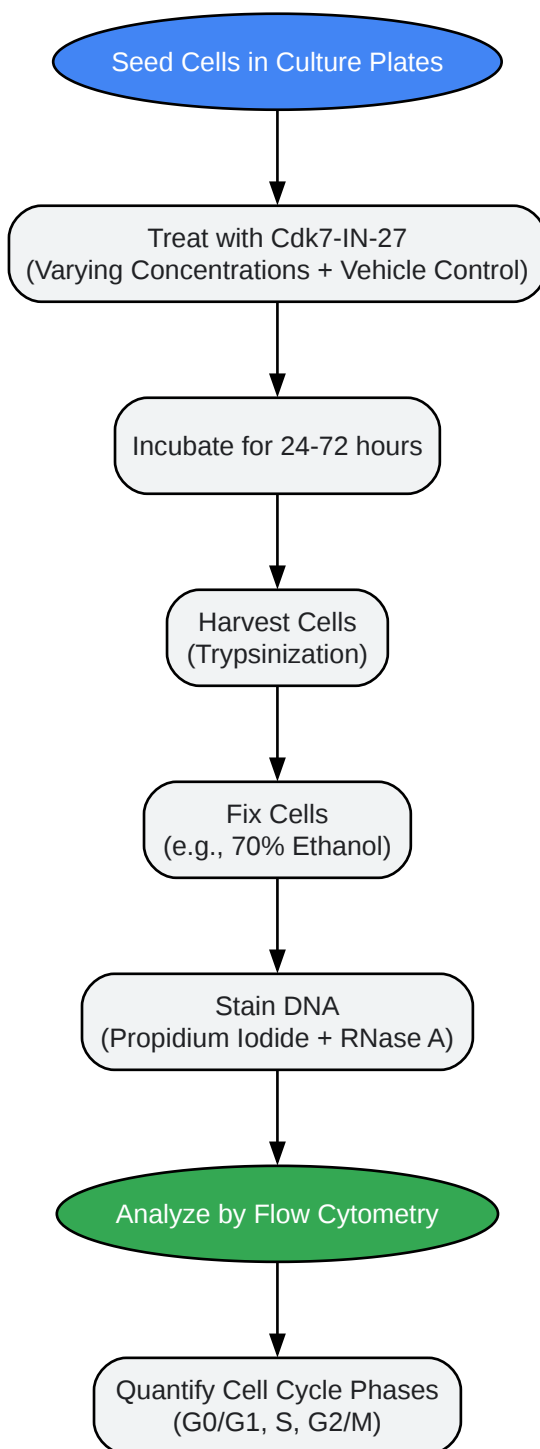 Seed Cells in Culture Plates
Treat with Cdk7-IN-27
(Varying Concentrations + Vehicle Control)
Incubate for 24-72 hours
Harvest Cells
(Trypsinization)
Fix Cells
(e.g., 70% Ethanol)
Stain DNA
(Propidium Iodide + RNase A)
Analyze by Flow Cytometry
Quantify Cell Cycle Phases
(G0/G1, S, G2/M)